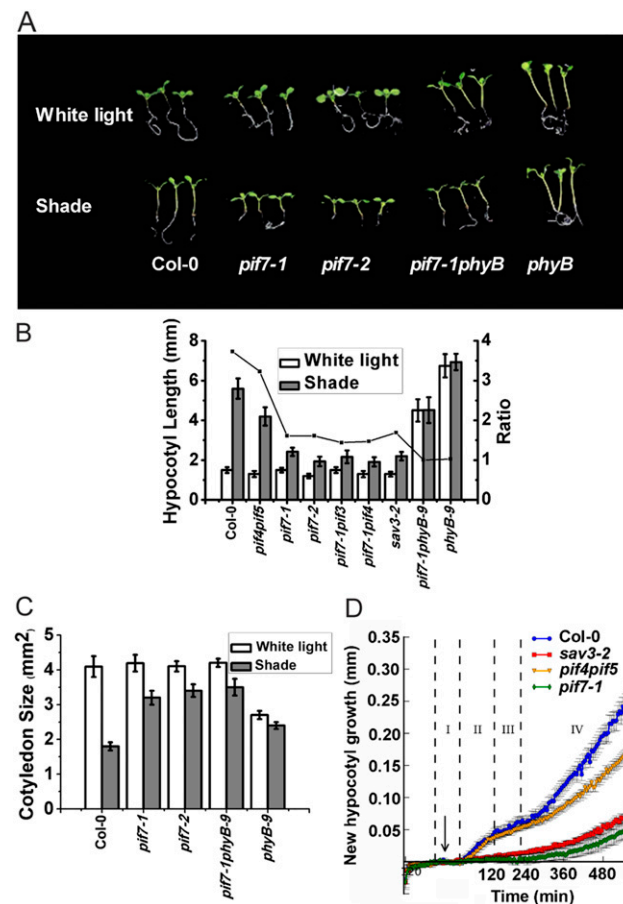 A
White light
Shade
Col-0 pif7-1 pif7-2 pif7-1phyB phyB
B
Hypocotyl Length (mm)
8
6
4
2
0
White light
Shade
4
3
2
1
0
Ratio
Col-0
pif4pif5
pif7-1
pif7-2
pif7-1pif3
pif7-1pif4
sav3-2
pif7-1phyB-9
phyB-9
C
Cotyledon Size (mm2)
5
4
3
2
1
0
White light
Shade
Col-0
pif7-1
pif7-2
pif7-1phyB-9
phyB-9
D
New hypocotyl growth (mm)
0.35
0.30
0.25
0.20
0.15
0.10
0.05
Col-0
sav3-2
pif4pif5
pif7-1
I II III IV
120 240 360 480
Time (min)